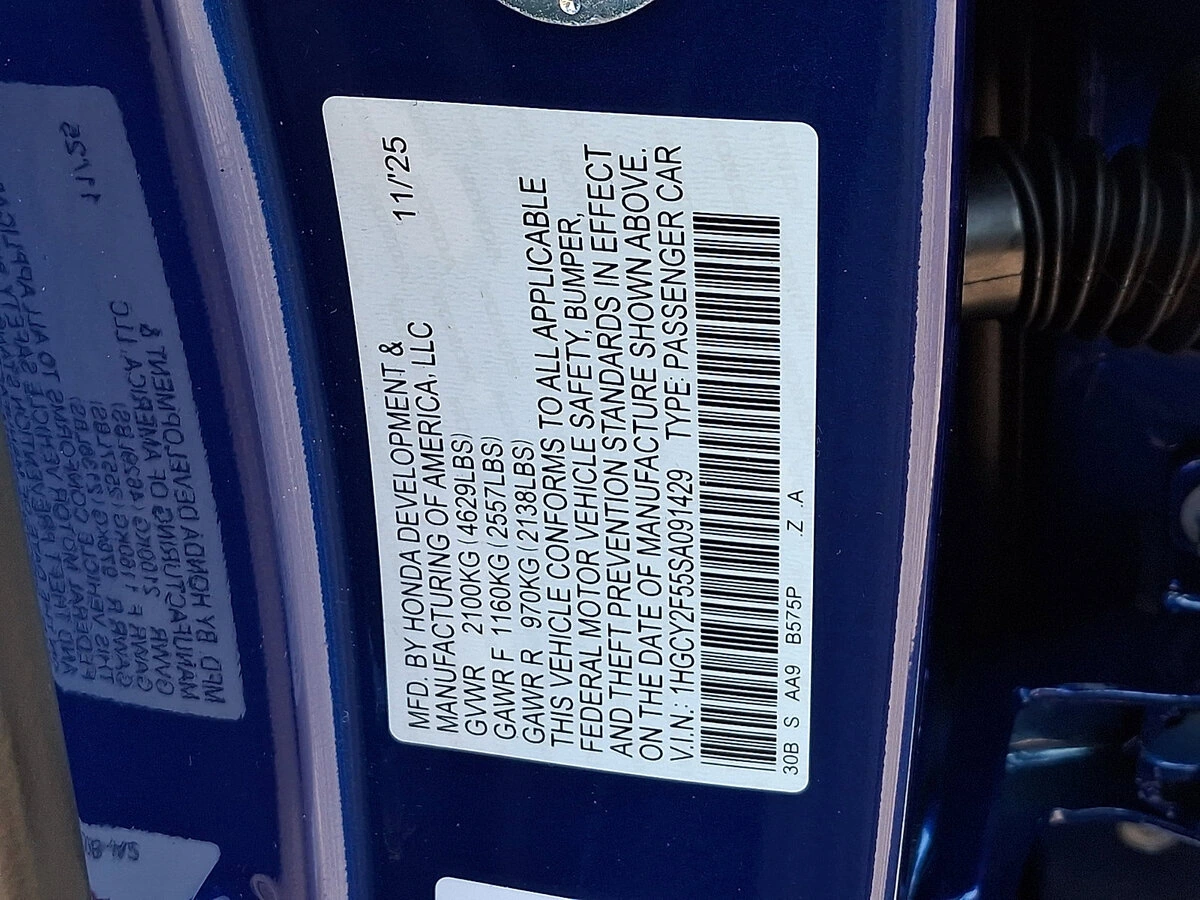 MFD. BY HONDA DEVELOPMENT & 11/'25
MANUFACTURING OF AMERICA, LLC
GVWR 2100KG (4629LBS)
GAWR F 1160KG (2557LBS)
GAWR R 970KG (2138LBS)
THIS VEHICLE CONFORMS TO ALL APPLICABLE
FEDERAL MOTOR VEHICLE SAFETY, BUMPER,
AND THEFT PREVENTION STANDARDS IN EFFECT
ON THE DATE OF MANUFACTURE SHOWN ABOVE.
V.I.N.: 1HGCY2F55SA091429 TYPE: PASSENGER CAR
30B S AA9 B575P .Z .A